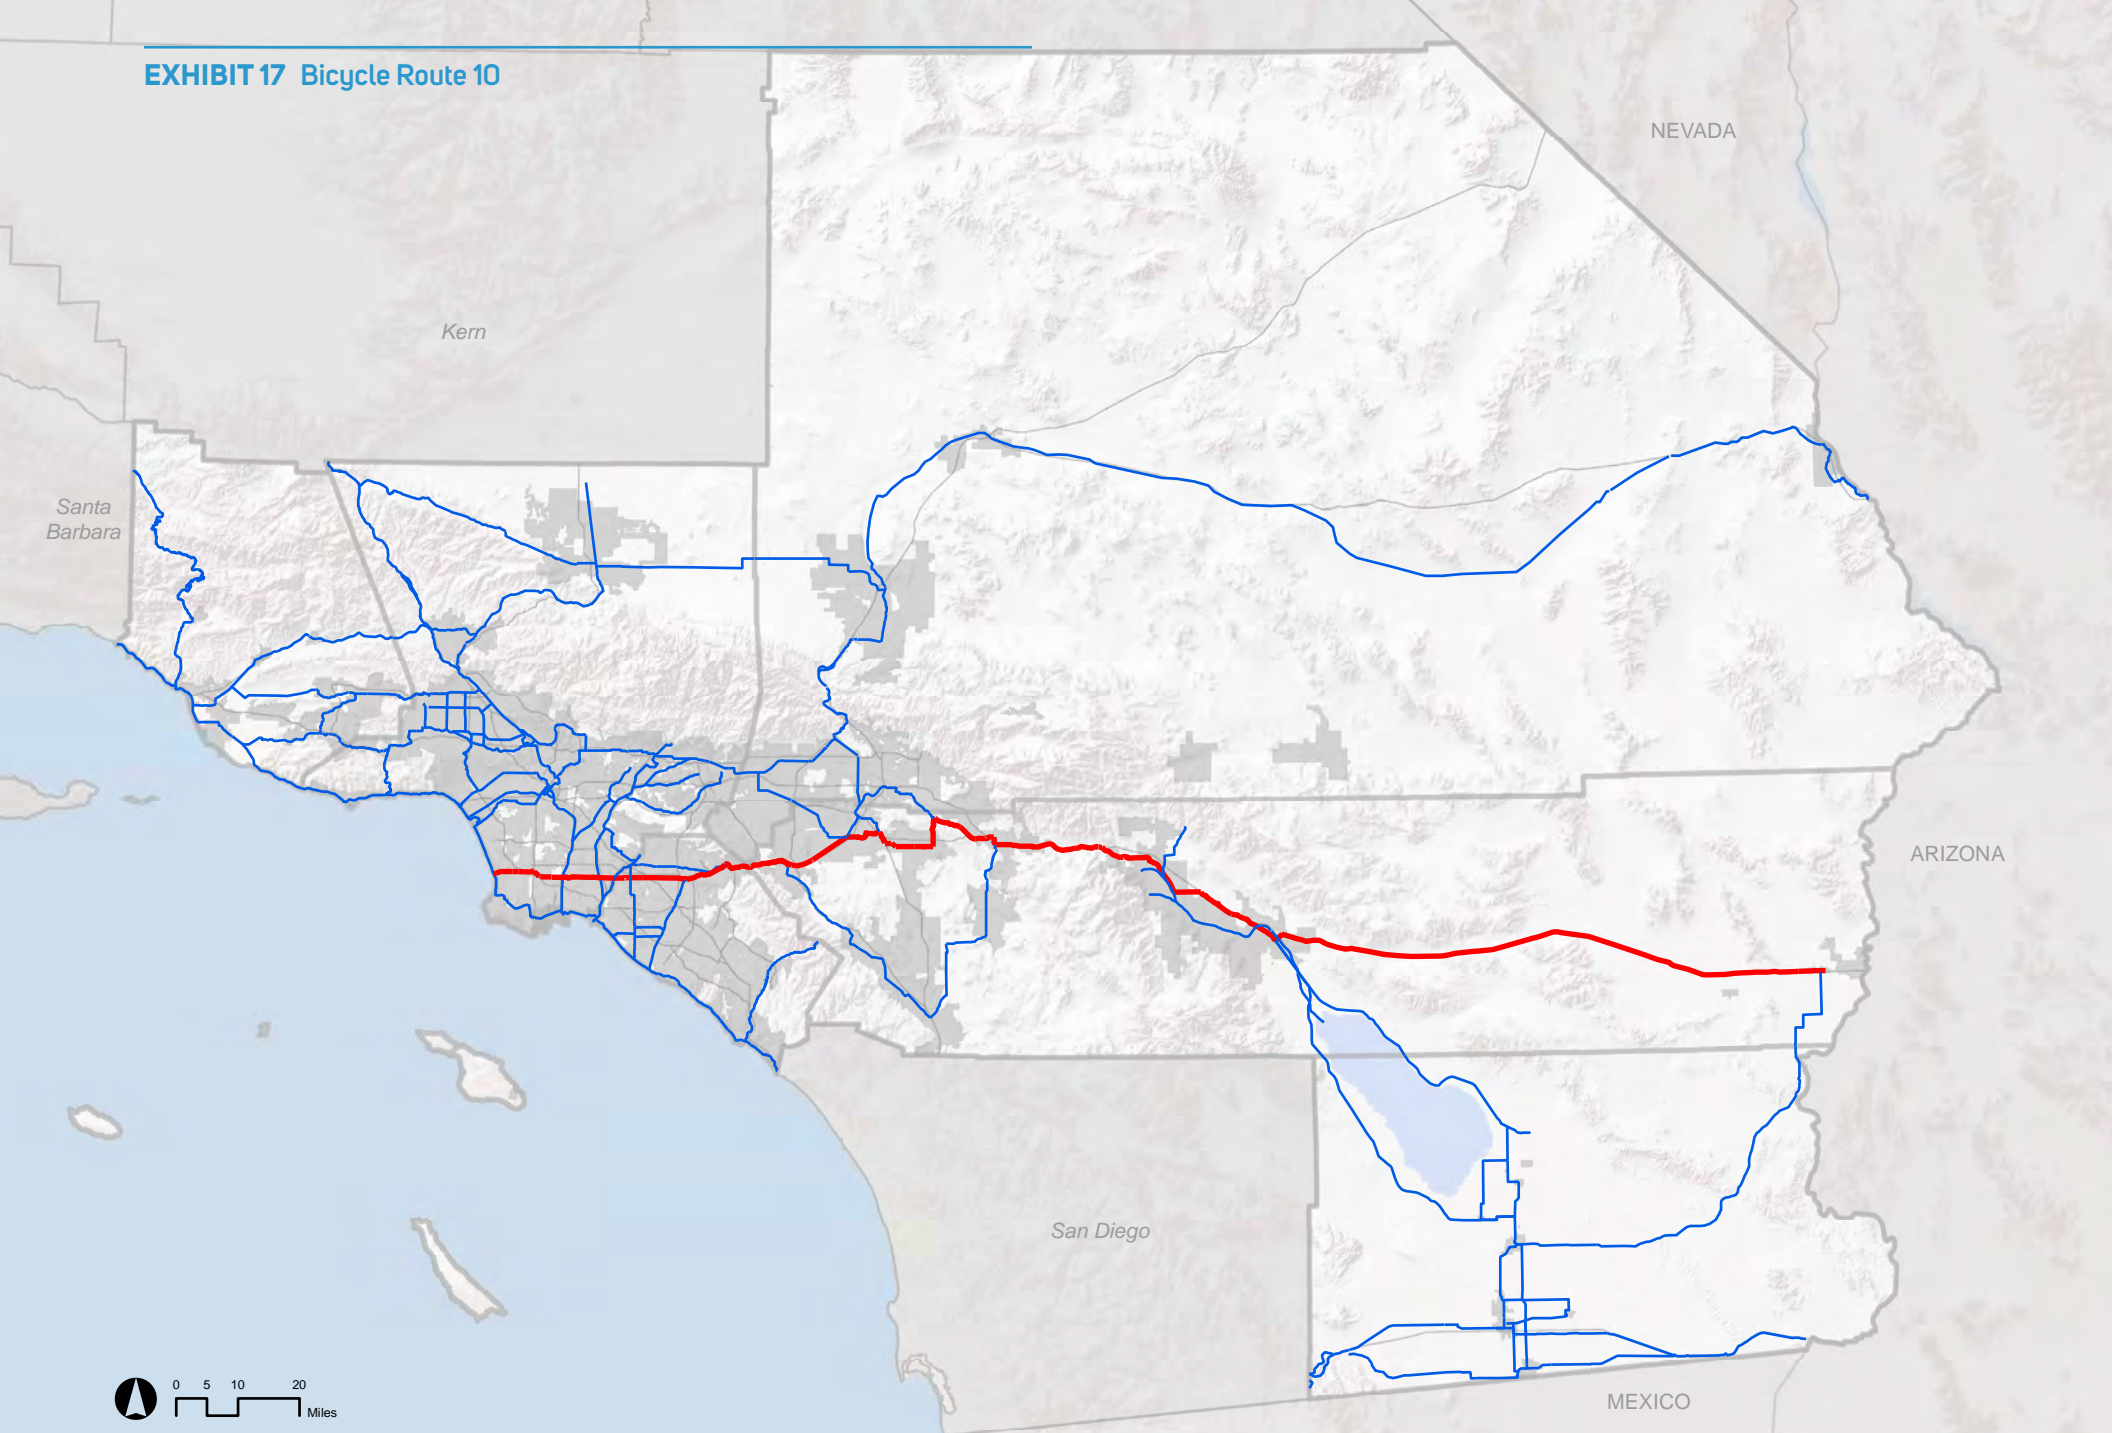 EXHIBIT 17 Bicycle Route 10
NEVADA
Kern
Santa
Barbara
ARIZONA
San Diego
MEXICO
0 5 10 20
Miles